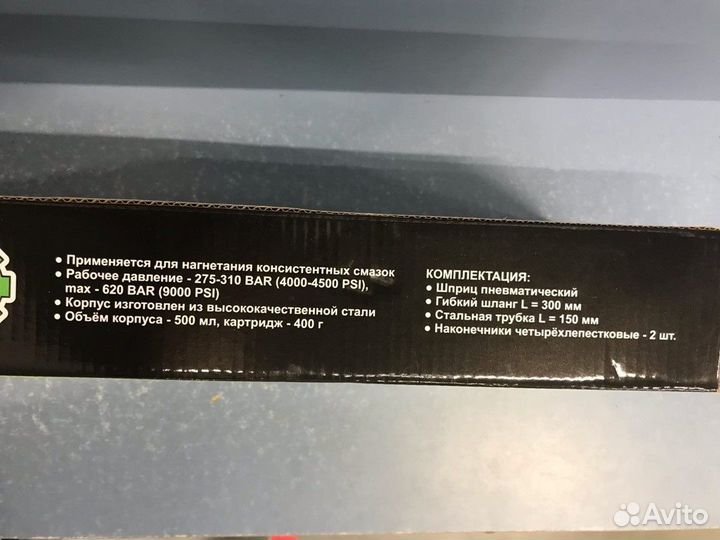 • Применяется для нагнетания консистентных смазок
• Рабочее давление - 275-310 BAR (4000-4500 PSI),
max - 620 BAR (9000 PSI)
• Корпус изготовлен из высококачественной стали
• Объём корпуса - 500 мл, картридж - 400 г
КОМПЛЕКТАЦИЯ:
• Шприц пневматический
• Гибкий шланг L = 300 мм
• Стальная трубка L = 150 мм
• Наконечники четырёхлепестковые - 2 шт.
Avito